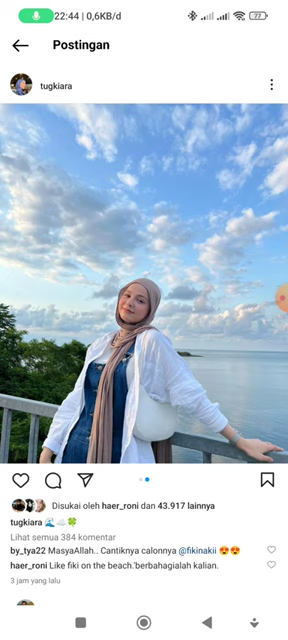 22:44 | 0,6KB/d
77
Postingan
tugkiara
Disukai oleh haer_roni dan 43.917 lainnya
tugkiara 🌊☁️🍀
Lihat semua 384 komentar
by_tya22 MasyaAllah.. Cantiknya calonnya @fikinakii 😍😍
haer_roni Like fiki on the beach.'berbahagialah kalian.
3 jam yang lalu